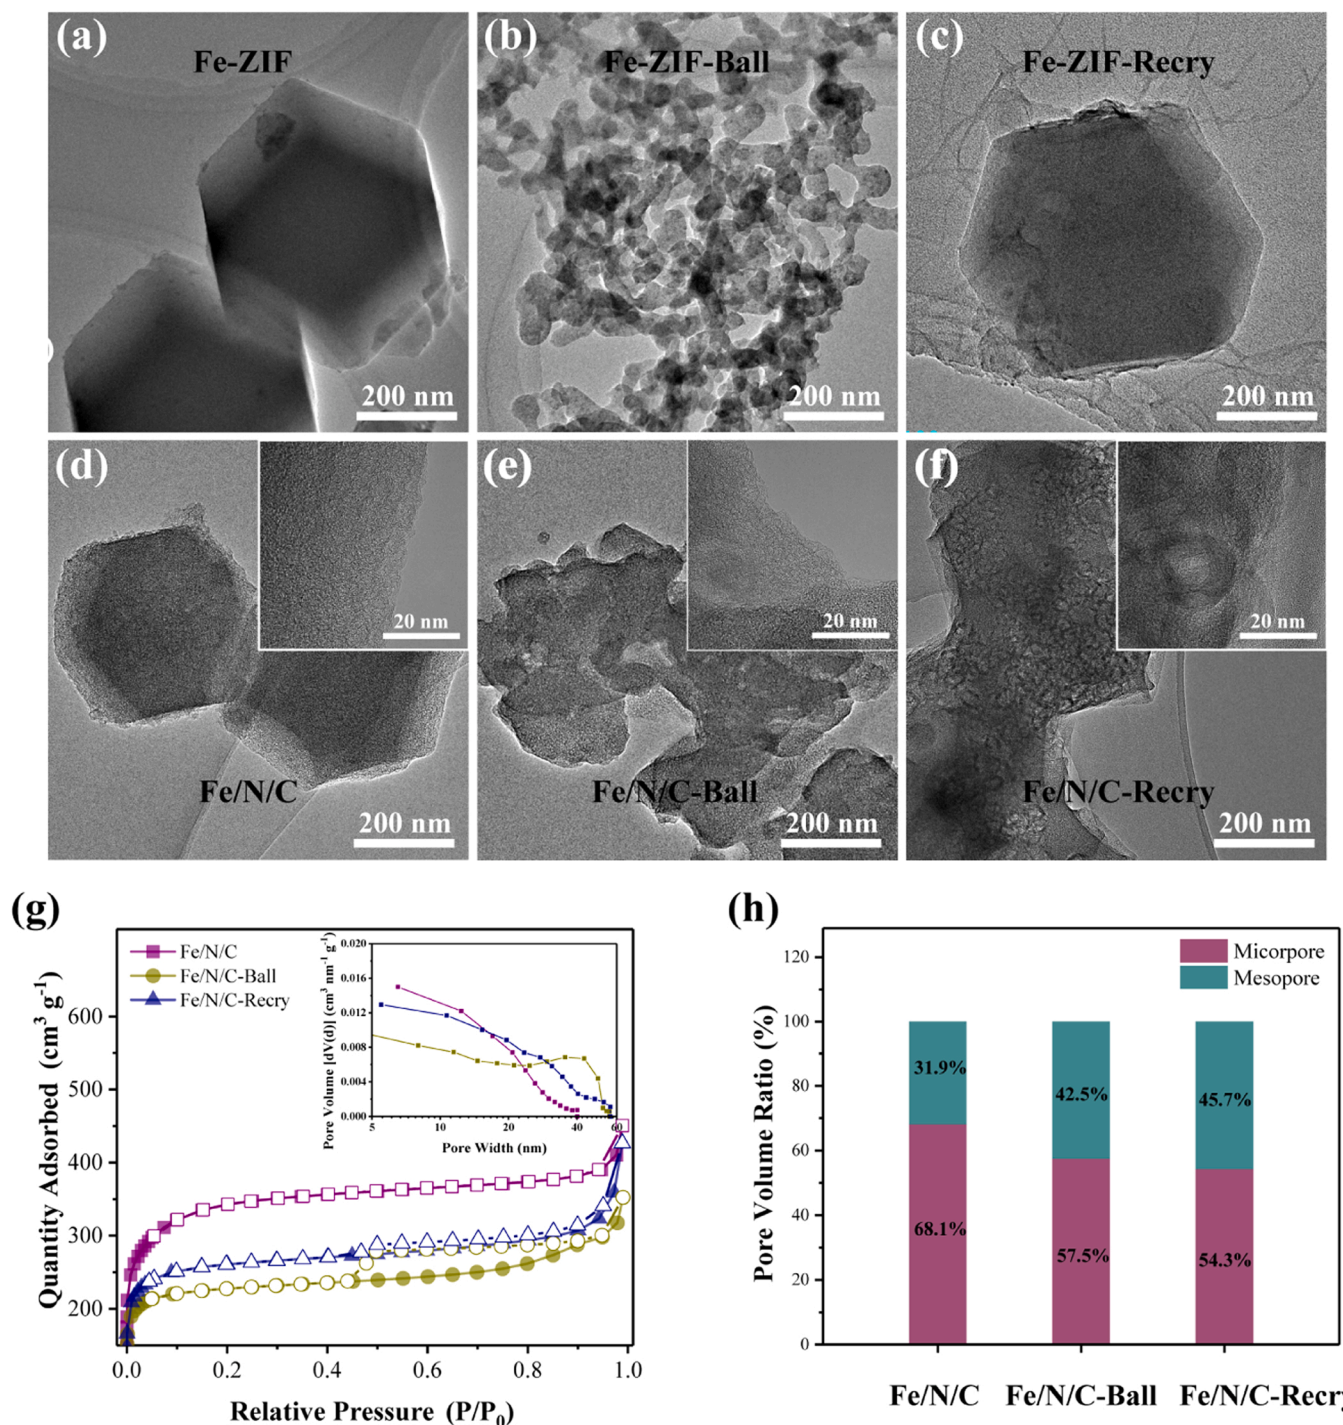 (a)
Fe-ZIF
200 nm
(b)
Fe-ZIF-Ball
200 nm
(c)
Fe-ZIF-Recry
200 nm
(d)
20 nm
Fe/N/C
200 nm
(e)
20 nm
Fe/N/C-Ball
200 nm
(f)
20 nm
Fe/N/C-Recry
200 nm
(g)
Fe/N/C
Fe/N/C-Ball
Fe/N/C-Recry
Quantity Adsorbed (cm³ g⁻¹)
600
500
400
300
200
0.0 0.2 0.4 0.6 0.8 1.0
Relative Pressure (P/P₀)
Pore Volume [dV(d)] (cm³ nm⁻¹ g⁻¹)
0.020
0.016
0.012
0.008
0.004
0.000
5 10 20 40 60
Pore Width (nm)
(h)
Micorpore
Mesopore
Pore Volume Ratio (%)
120
100
80
60
40
20
0
31.9%
68.1%
42.5%
57.5%
45.7%
54.3%
Fe/N/C Fe/N/C-Ball Fe/N/C-Recry